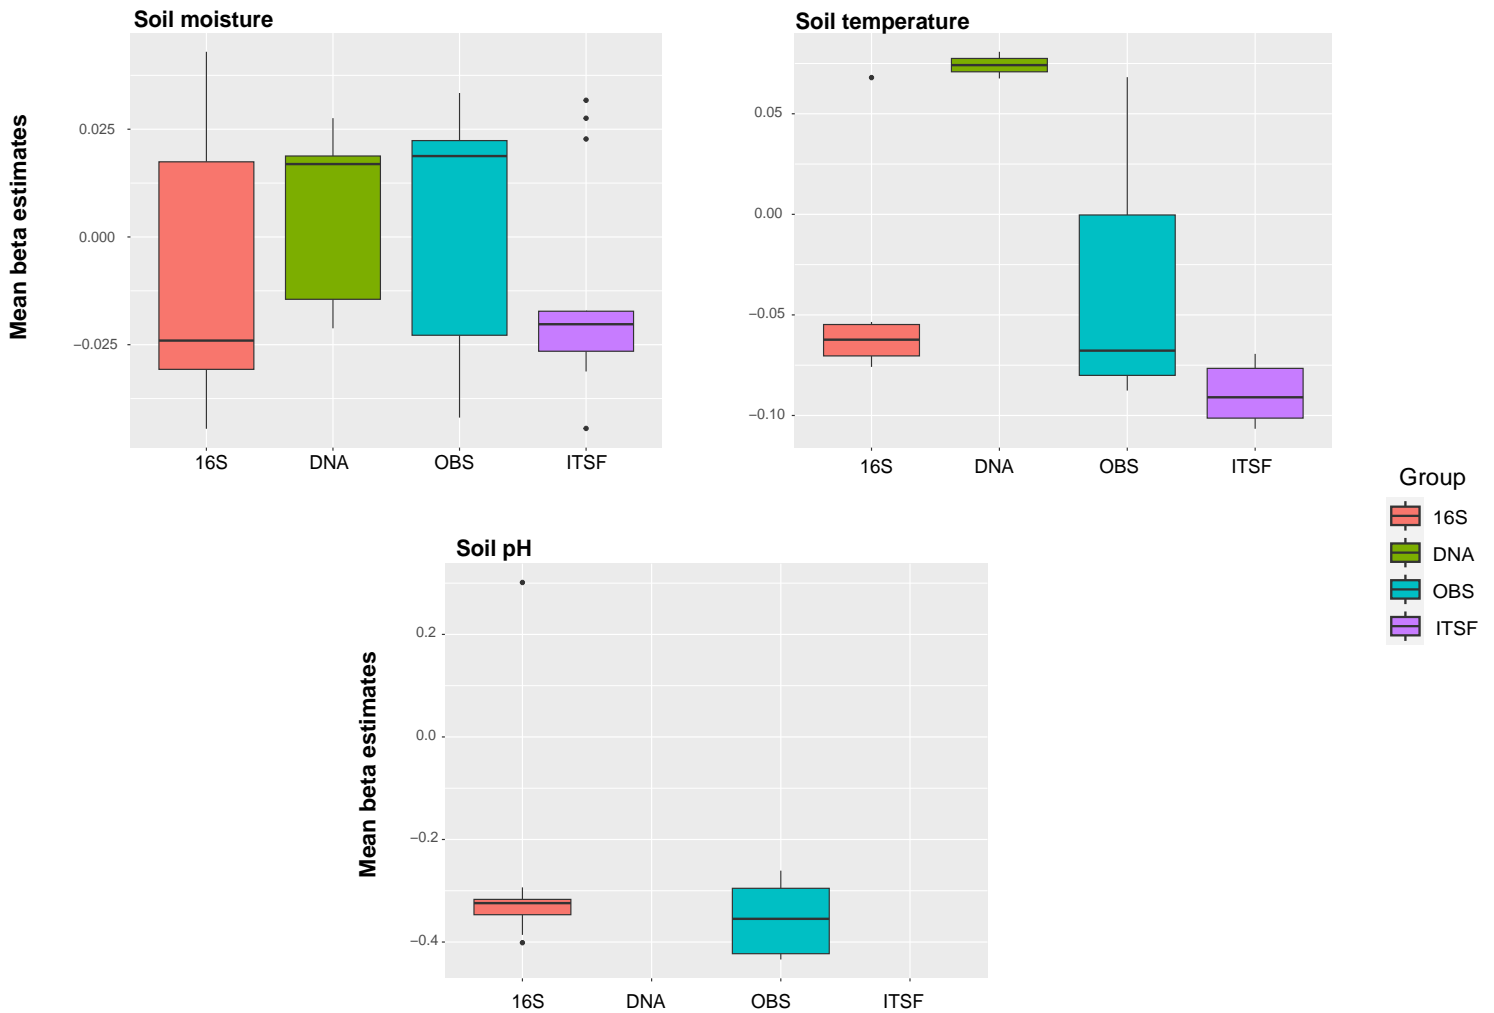 Soil moisture
Mean beta estimates
0.025
0.000
−0.025
16S DNA OBS ITSF
Soil temperature
0.05
0.00
−0.05
−0.10
16S DNA OBS ITSF
Group
16S
DNA
OBS
ITSF
Soil pH
Mean beta estimates
0.2
0.0
−0.2
−0.4
16S DNA OBS ITSF